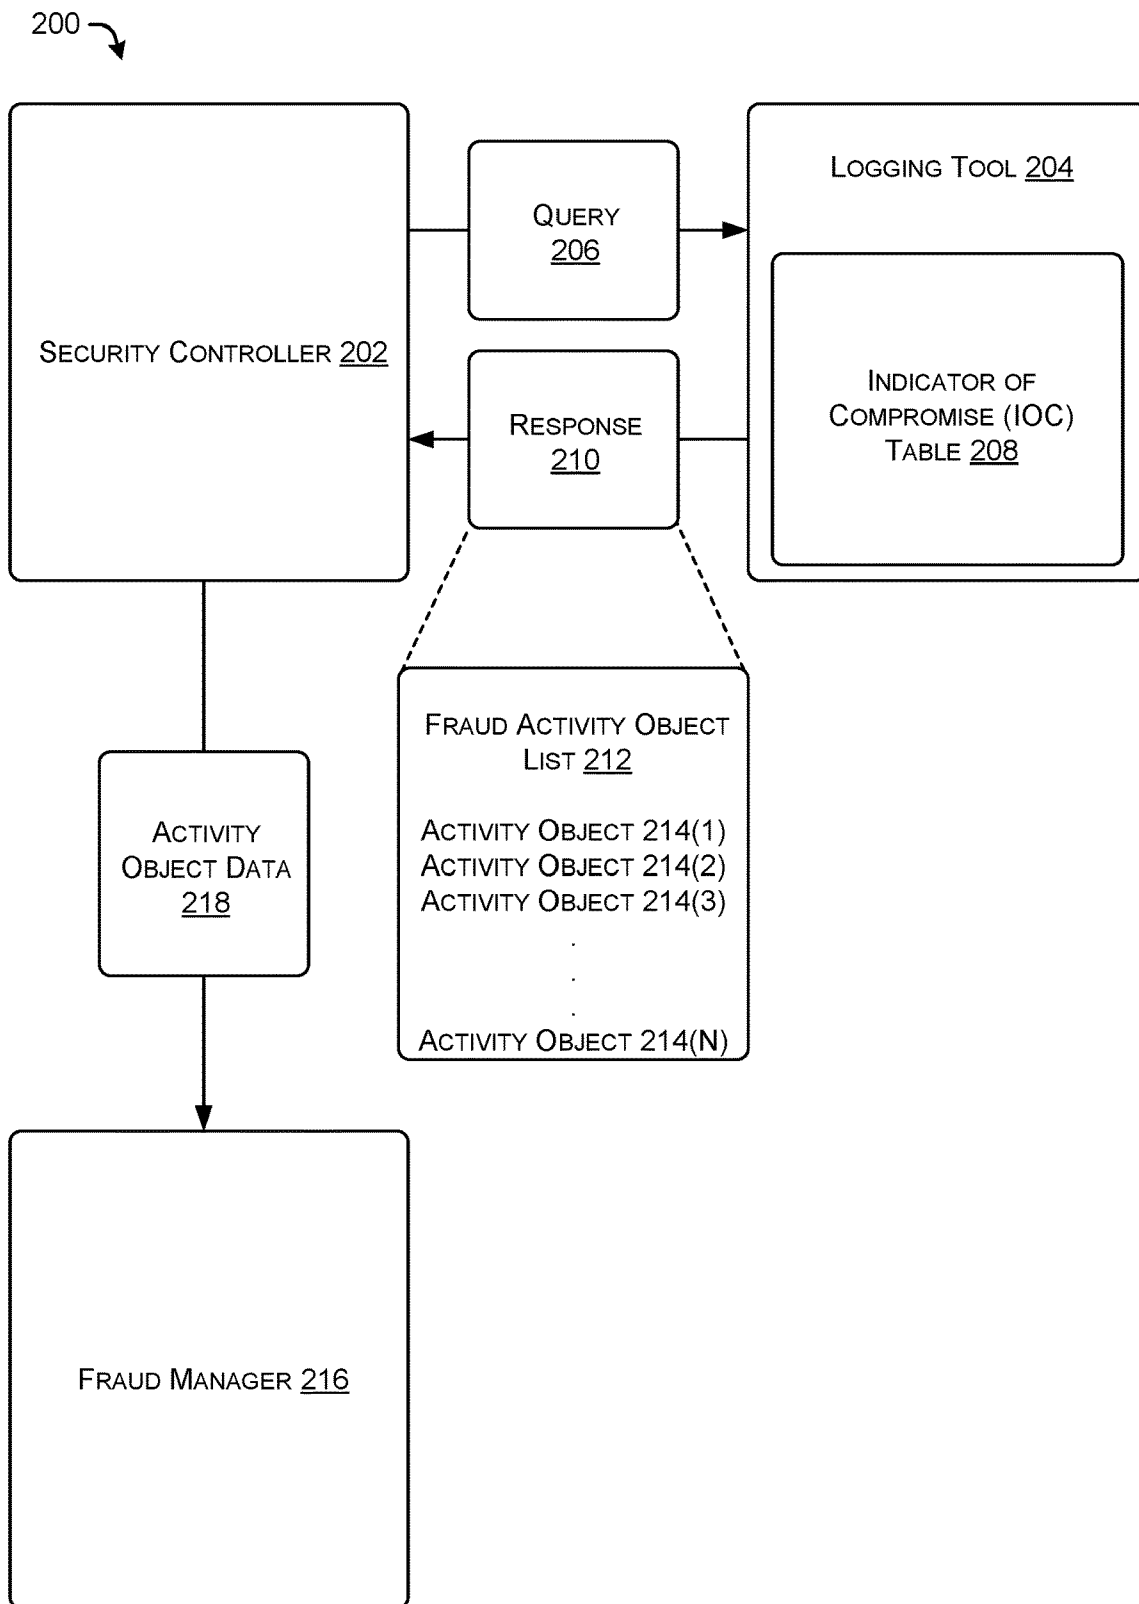 200
QUERY
206
LOGGING TOOL 204
SECURITY CONTROLLER 202
RESPONSE
210
INDICATOR OF
COMPROMISE (IOC)
TABLE 208
FRAUD ACTIVITY OBJECT
LIST 212
ACTIVITY OBJECT 214(1)
ACTIVITY OBJECT 214(2)
ACTIVITY OBJECT 214(3)
.
.
.
ACTIVITY OBJECT 214(N)
ACTIVITY
OBJECT DATA
218
FRAUD MANAGER 216